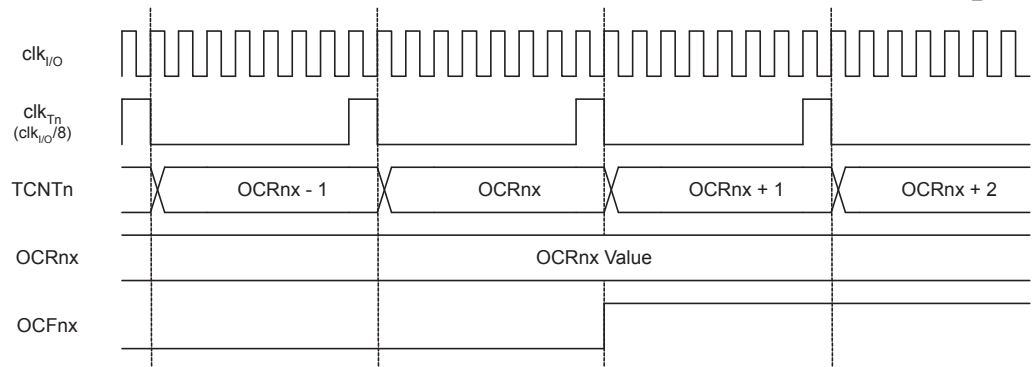 clkI/O
clkTn
(clkI/O/8)
TCNTn OCRnx - 1 OCRnx OCRnx + 1 OCRnx + 2
OCRnx OCRnx Value
OCFnx